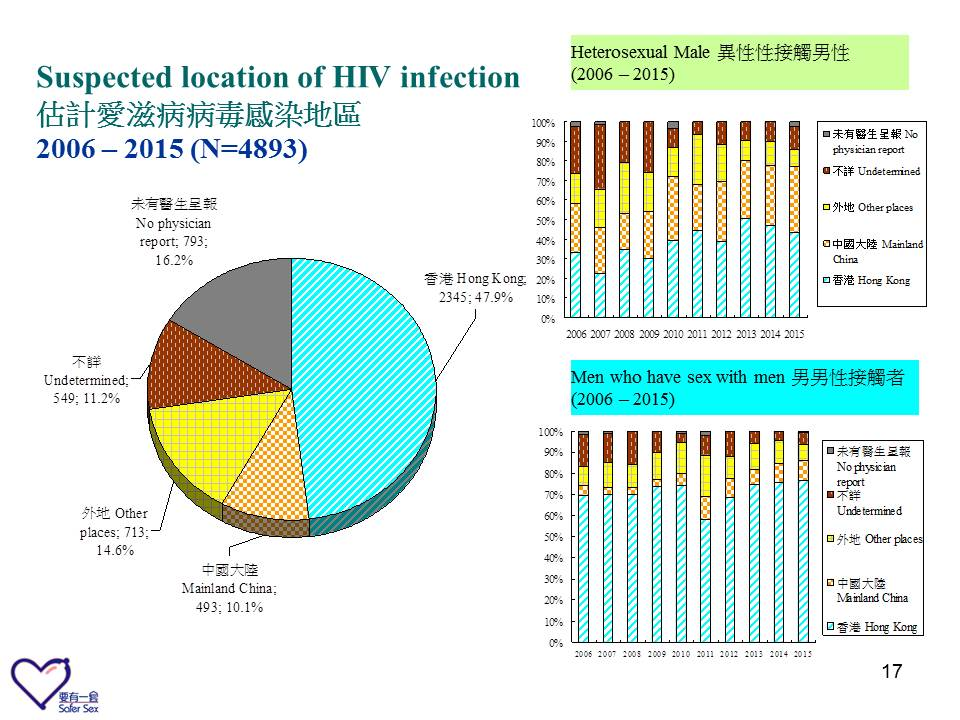 Suspected location of HIV infection
估計愛滋病病毒感染地區
2006 – 2015 (N=4893)
未有醫生呈報
No physician
report; 793;
16.2%
香港 Hong Kong;
2345; 47.9%
不詳
Undetermined;
549; 11.2%
外地 Other
places; 713;
14.6%
中國大陸
Mainland China;
493; 10.1%
Heterosexual Male 異性性接觸男性
(2006 – 2015)
100%
90%
80%
70%
60%
50%
40%
30%
20%
10%
0%
2006 2007 2008 2009 2010 2011 2012 2013 2014 2015
未有醫生呈報 No
physician report
不詳 Undetermined
外地 Other places
中國大陸 Mainland
China
香港 Hong Kong
Men who have sex with men 男男性接觸者
(2006 – 2015)
100%
90%
80%
70%
60%
50%
40%
30%
20%
10%
0%
2006 2007 2008 2009 2010 2011 2012 2013 2014 2015
未有醫生呈報
No physician
report
不詳
Undetermined
外地 Other places
中國大陸
Mainland China
香港 Hong Kong
要有一套
Safer Sex
17